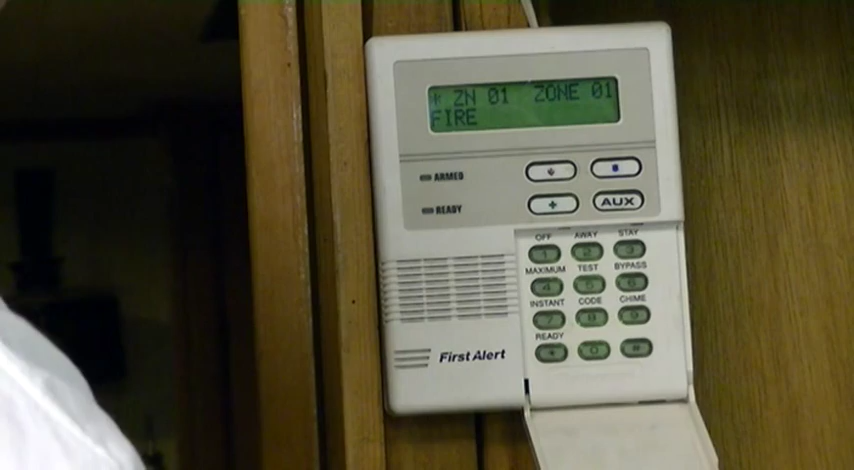 * ZN 01 ZONE 01
FIRE
ARMED
READY
AUX
OFF AWAY STAY
1 2 3
MAXIMUM TEST BYPASS
4 5 6
INSTANT CODE CHIME
7 8 9
READY
* 0 #
First Alert